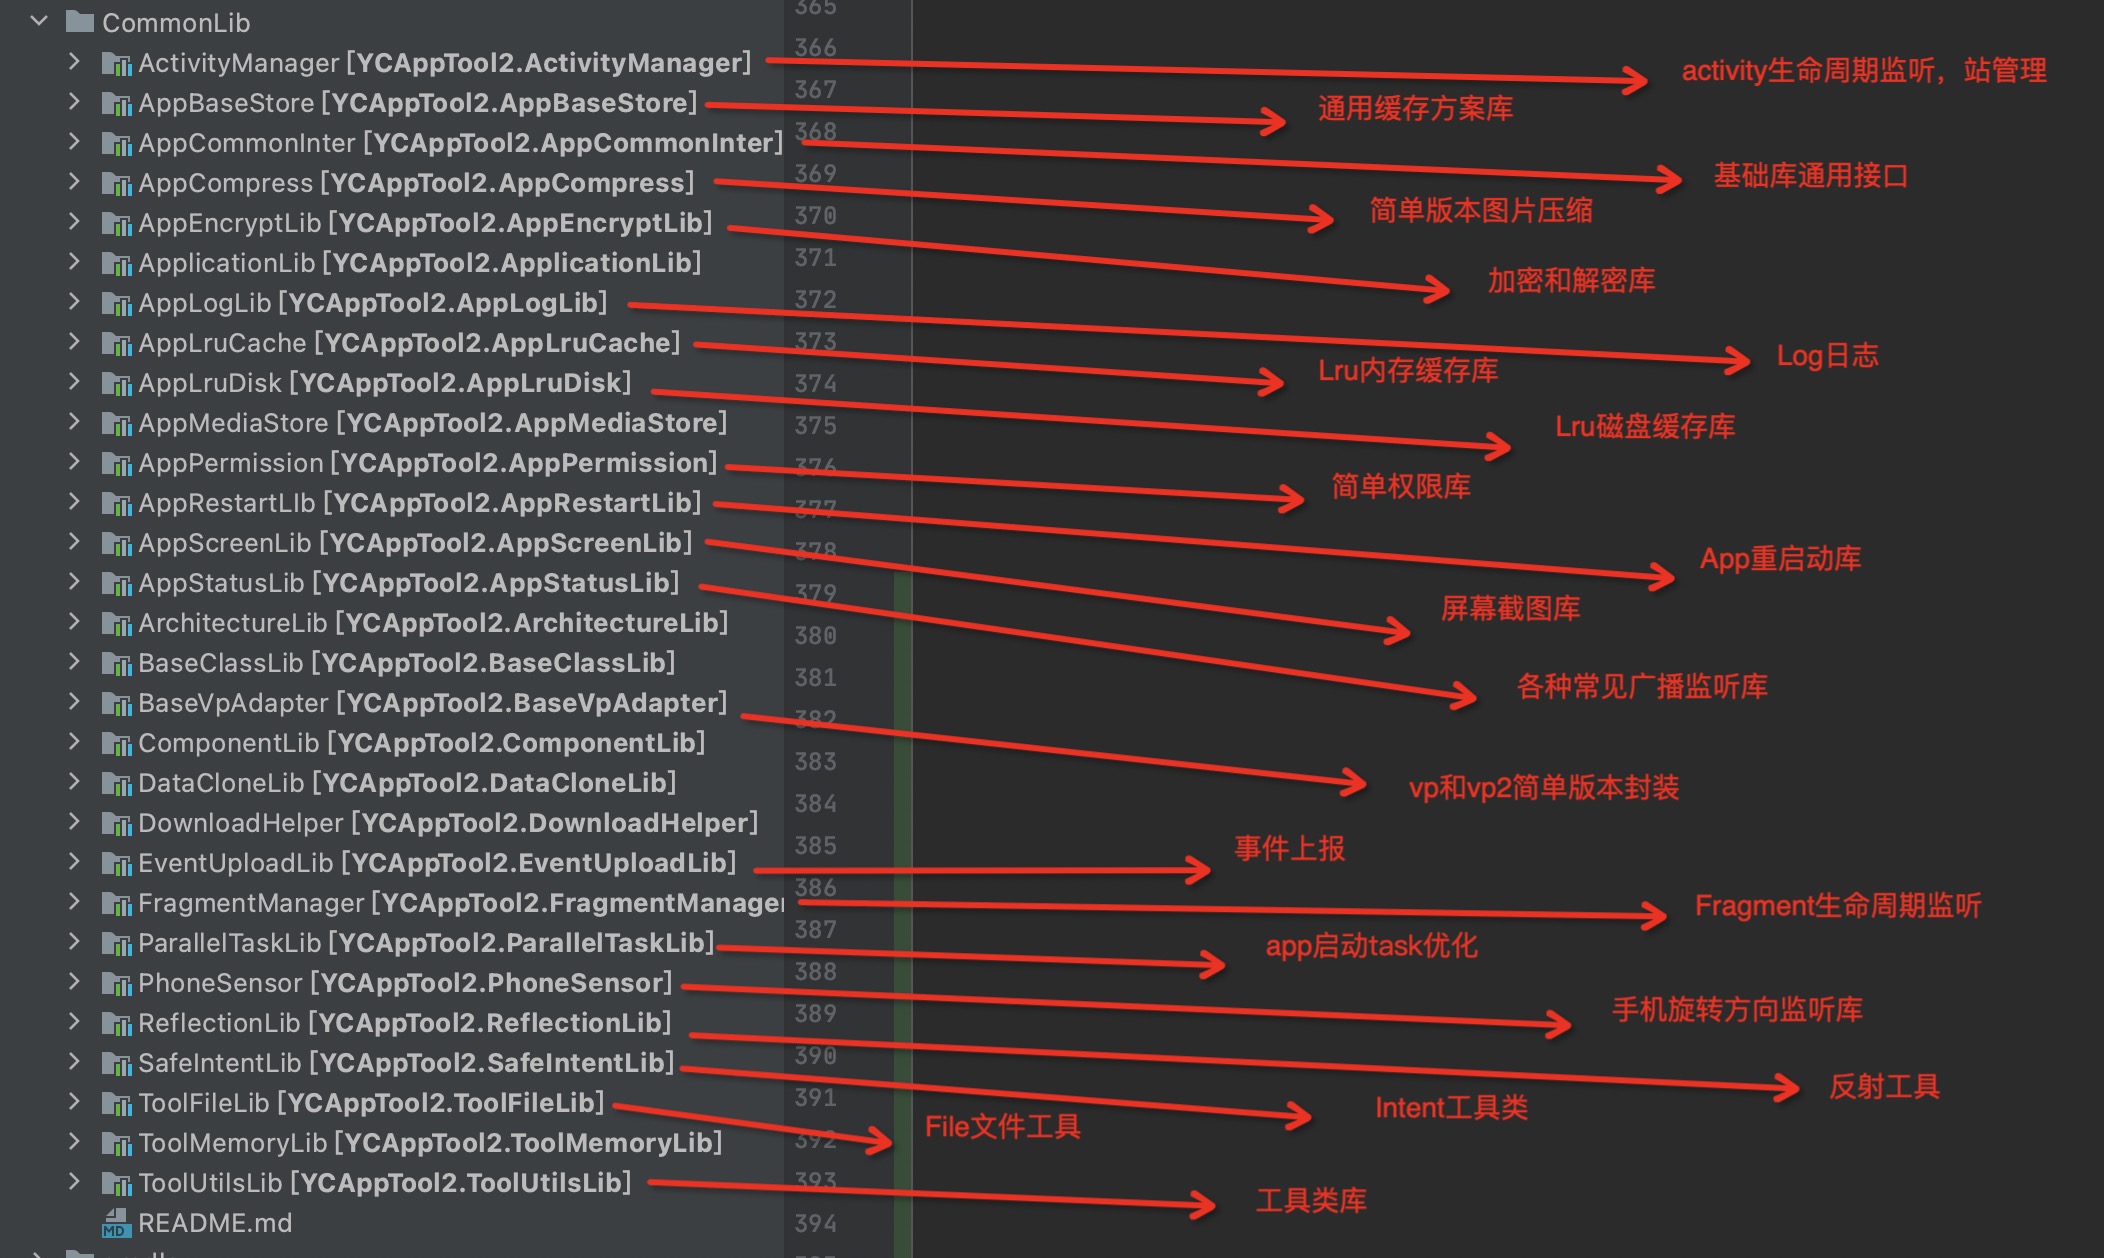 CommonLib
365
ActivityManager [YCAppTool2.ActivityManager]
366
activity生命周期监听，站管理
AppBaseStore [YCAppTool2.AppBaseStore]
367
通用缓存方案库
AppCommonInter [YCAppTool2.AppCommonInter]
368
基础库通用接口
AppCompress [YCAppTool2.AppCompress]
369
简单版本图片压缩
AppEncryptLib [YCAppTool2.AppEncryptLib]
370
加密和解密库
ApplicationLib [YCAppTool2.ApplicationLib]
371
AppLogLib [YCAppTool2.AppLogLib]
372
Log日志
AppLruCache [YCAppTool2.AppLruCache]
373
Lru内存缓存库
AppLruDisk [YCAppTool2.AppLruDisk]
374
Lru磁盘缓存库
AppMediaStore [YCAppTool2.AppMediaStore]
375
AppPermission [YCAppTool2.AppPermission]
376
简单权限库
AppRestartLIb [YCAppTool2.AppRestartLib]
377
App重启动库
AppScreenLib [YCAppTool2.AppScreenLib]
378
屏幕截图库
AppStatusLib [YCAppTool2.AppStatusLib]
379
各种常见广播监听库
ArchitectureLib [YCAppTool2.ArchitectureLib]
380
BaseClassLib [YCAppTool2.BaseClassLib]
381
BaseVpAdapter [YCAppTool2.BaseVpAdapter]
382
vp和vp2简单版本封装
ComponentLib [YCAppTool2.ComponentLib]
383
DataCloneLib [YCAppTool2.DataCloneLib]
384
DownloadHelper [YCAppTool2.DownloadHelper]
385
EventUploadLib [YCAppTool2.EventUploadLib]
事件上报
386
FragmentManager [YCAppTool2.FragmentManager
Fragment生命周期监听
387
ParallelTaskLib [YCAppTool2.ParallelTaskLib]
app启动task优化
388
PhoneSensor [YCAppTool2.PhoneSensor]
手机旋转方向监听库
389
ReflectionLib [YCAppTool2.ReflectionLib]
反射工具
390
SafeIntentLib [YCAppTool2.SafeIntentLib]
Intent工具类
391
ToolFileLib [YCAppTool2.ToolFileLib]
File文件工具
392
ToolMemoryLib [YCAppTool2.ToolMemoryLib]
393
ToolUtilsLib [YCAppTool2.ToolUtilsLib]
工具类库
MD
README.md
394